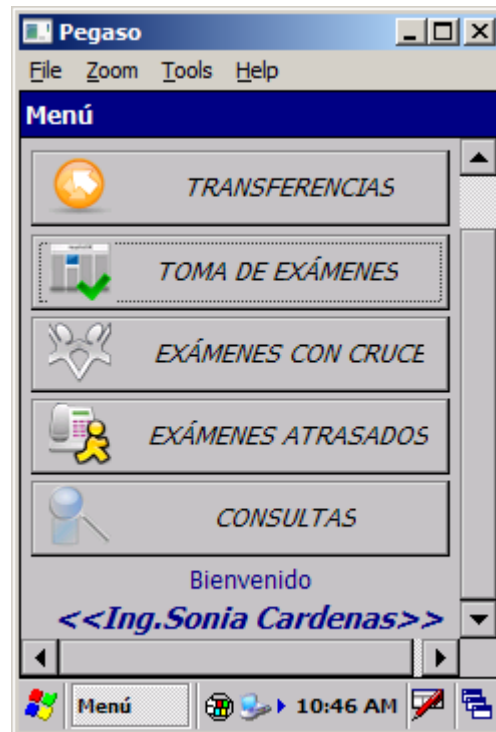 Pegaso
File Zoom Tools Help
Menú
TRANSFERENCIAS
TOMA DE EXÁMENES
EXÁMENES CON CRUCE
EXÁMENES ATRASADOS
CONSULTAS
Bienvenido
<<Ing.Sonia Cardenas>>
Menú 10:46 AM